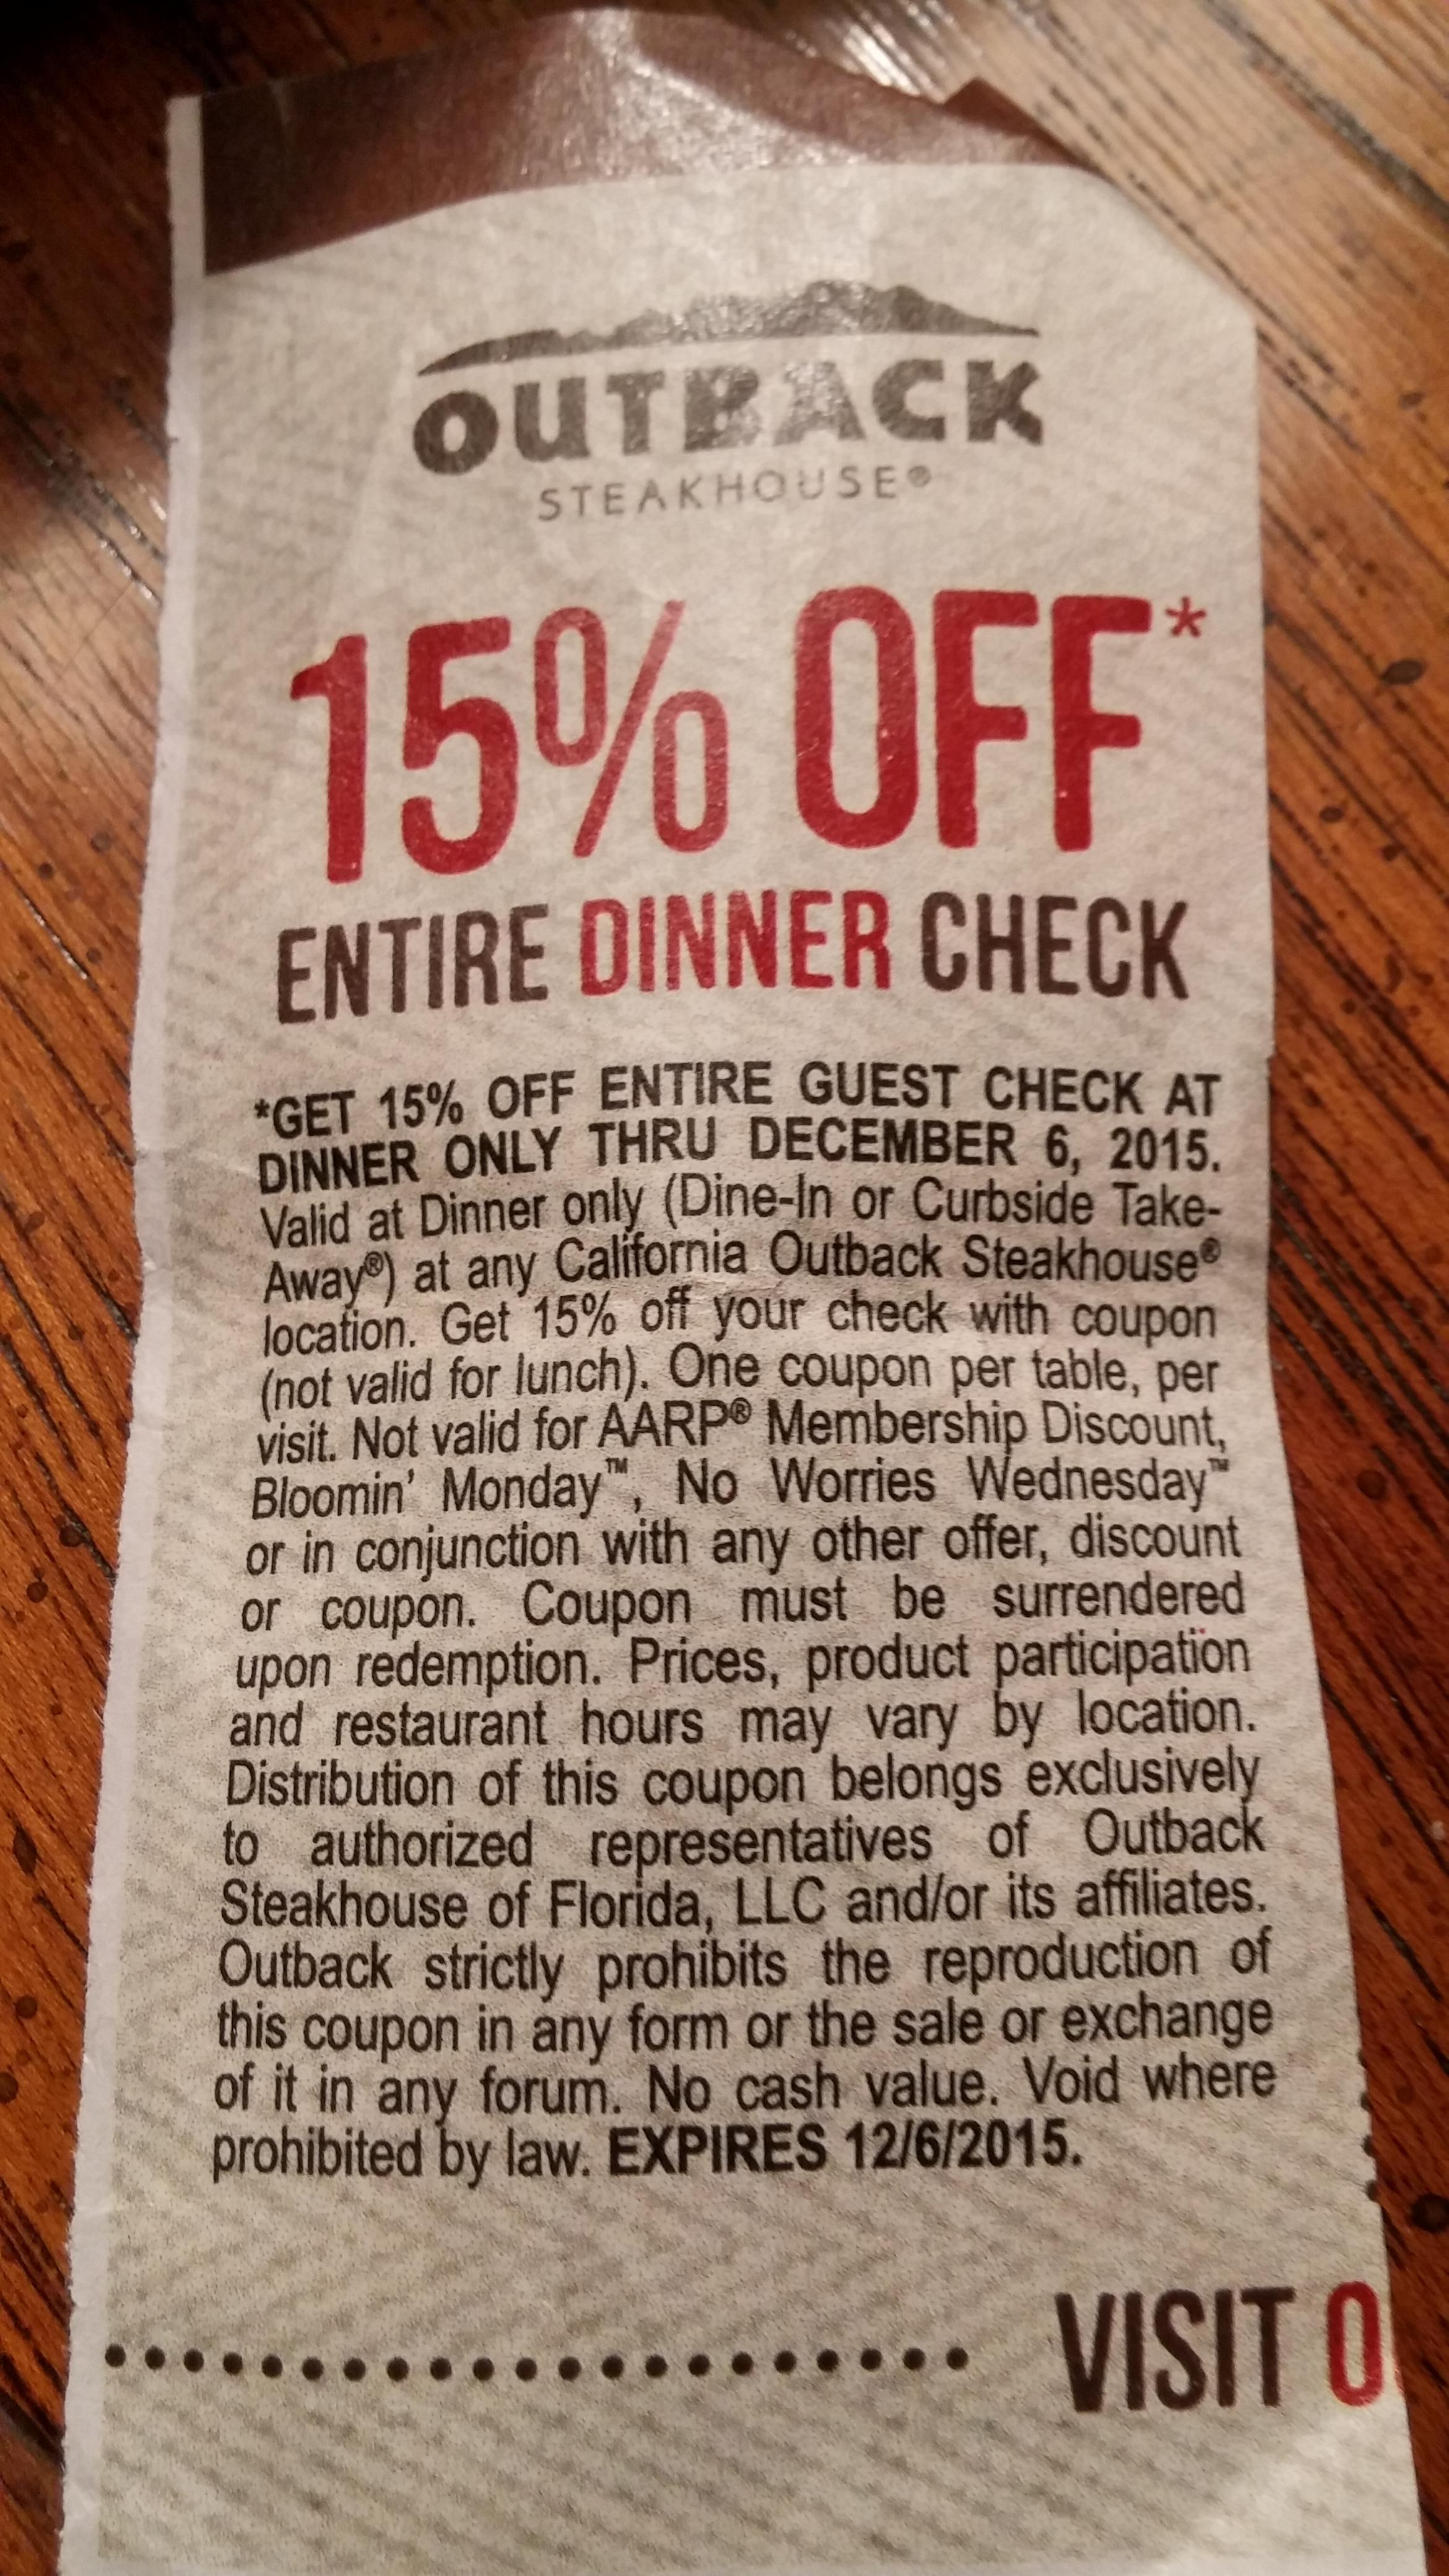 OUTBACK
STEAKHOUSE®
15% OFF*
ENTIRE DINNER CHECK
*GET 15% OFF ENTIRE GUEST CHECK AT
DINNER ONLY THRU DECEMBER 6, 2015.
Valid at Dinner only (Dine-In or Curbside Take-
Away®) at any California Outback Steakhouse®
location. Get 15% off your check with coupon
(not valid for lunch). One coupon per table, per
visit. Not valid for AARP® Membership Discount,
Bloomin' Monday™, No Worries Wednesday™
or in conjunction with any other offer, discount
or coupon. Coupon must be surrendered
upon redemption. Prices, product participation
and restaurant hours may vary by location.
Distribution of this coupon belongs exclusively
to authorized representatives of Outback
Steakhouse of Florida, LLC and/or its affiliates.
Outback strictly prohibits the reproduction of
this coupon in any form or the sale or exchange
of it in any forum. No cash value. Void where
prohibited by law. EXPIRES 12/6/2015.
VISIT O